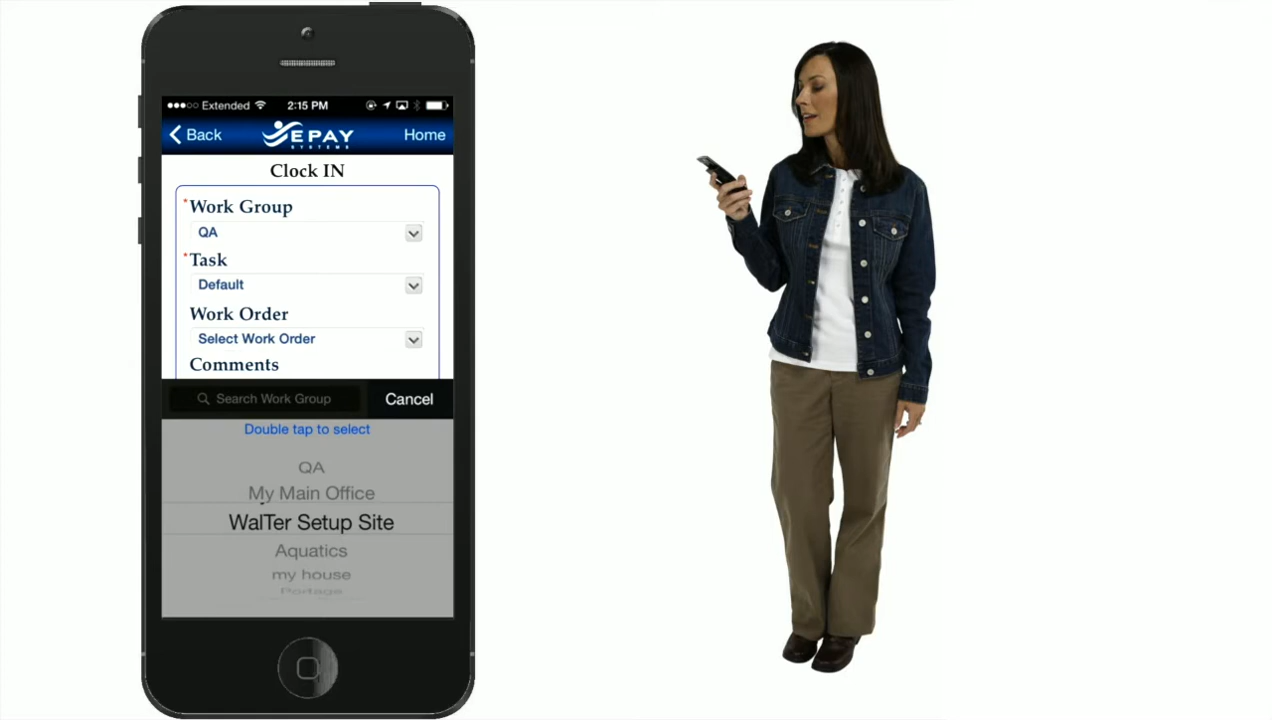 Extended 2:15 PM
Back EPAY SYSTEMS Home
Clock IN
*Work Group
QA
*Task
Default
Work Order
Select Work Order
Comments
Search Work Group Cancel
Double tap to select
QA
My Main Office
WalTer Setup Site
Aquatics
my house